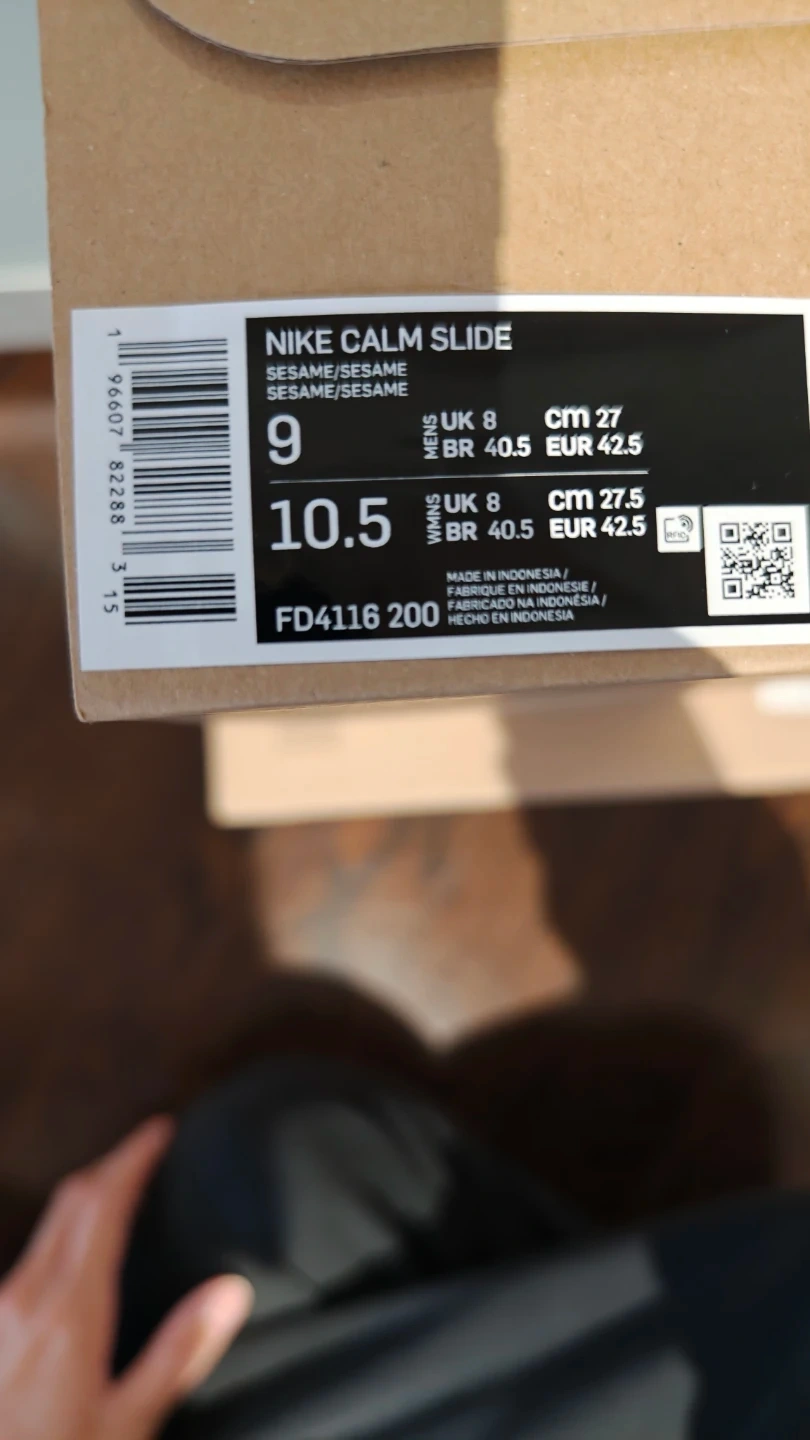 NIKE CALM SLIDE
SESAME/SESAME
SESAME/SESAME
9
MENS
UK 8 cm 27
BR 40.5 EUR 42.5
10.5
WMNS
UK 8 cm 27.5
BR 40.5 EUR 42.5
RFID
FD4116 200
MADE IN INDONESIA /
FABRIQUE EN INDONESIE /
FABRICADO NA INDONÉSIA /
HECHO EN INDONESIA
1 96607 82288 3 15